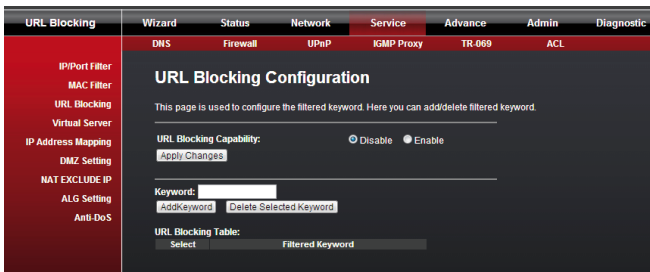 URL Blocking Wizard Status Network Service Advance Admin Diagnostic
DNS Firewall UPnP IGMP Proxy TR-069 ACL
IP/Port Filter
MAC Filter
URL Blocking
Virtual Server
IP Address Mapping
DMZ Setting
NAT EXCLUDE IP
ALG Setting
Anti-DoS
URL Blocking Configuration
This page is used to configure the filtered keyword. Here you can add/delete filtered keyword.
URL Blocking Capability: Disable Enable
Apply Changes
Keyword:
AddKeyword Delete Selected Keyword
URL Blocking Table:
Select Filtered Keyword